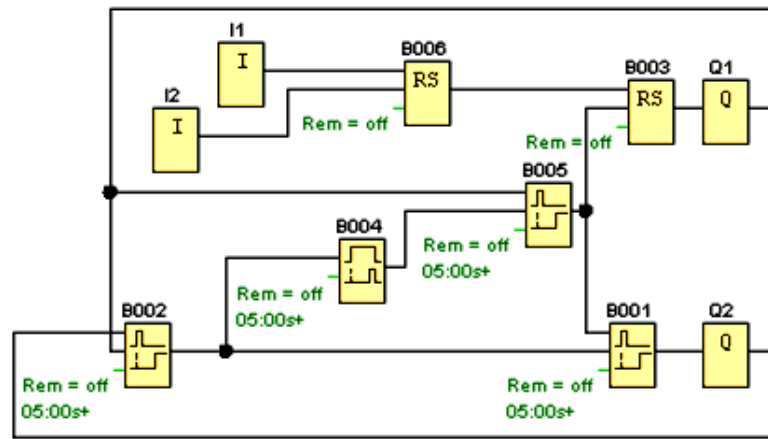 I1
I
B006
RS
Rem = off
I2
I
B003
RS
Rem = off
Q1
Q
B005
Rem = off
05:00s+
B004
Rem = off
05:00s+
B002
Rem = off
05:00s+
B001
Rem = off
05:00s+
Q2
Q